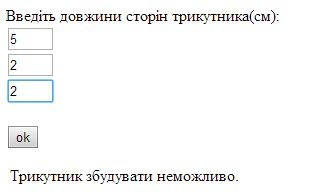 Введіть довжини сторін трикутника(см):
5
2
2
ok
Трикутник збудувати неможливо.